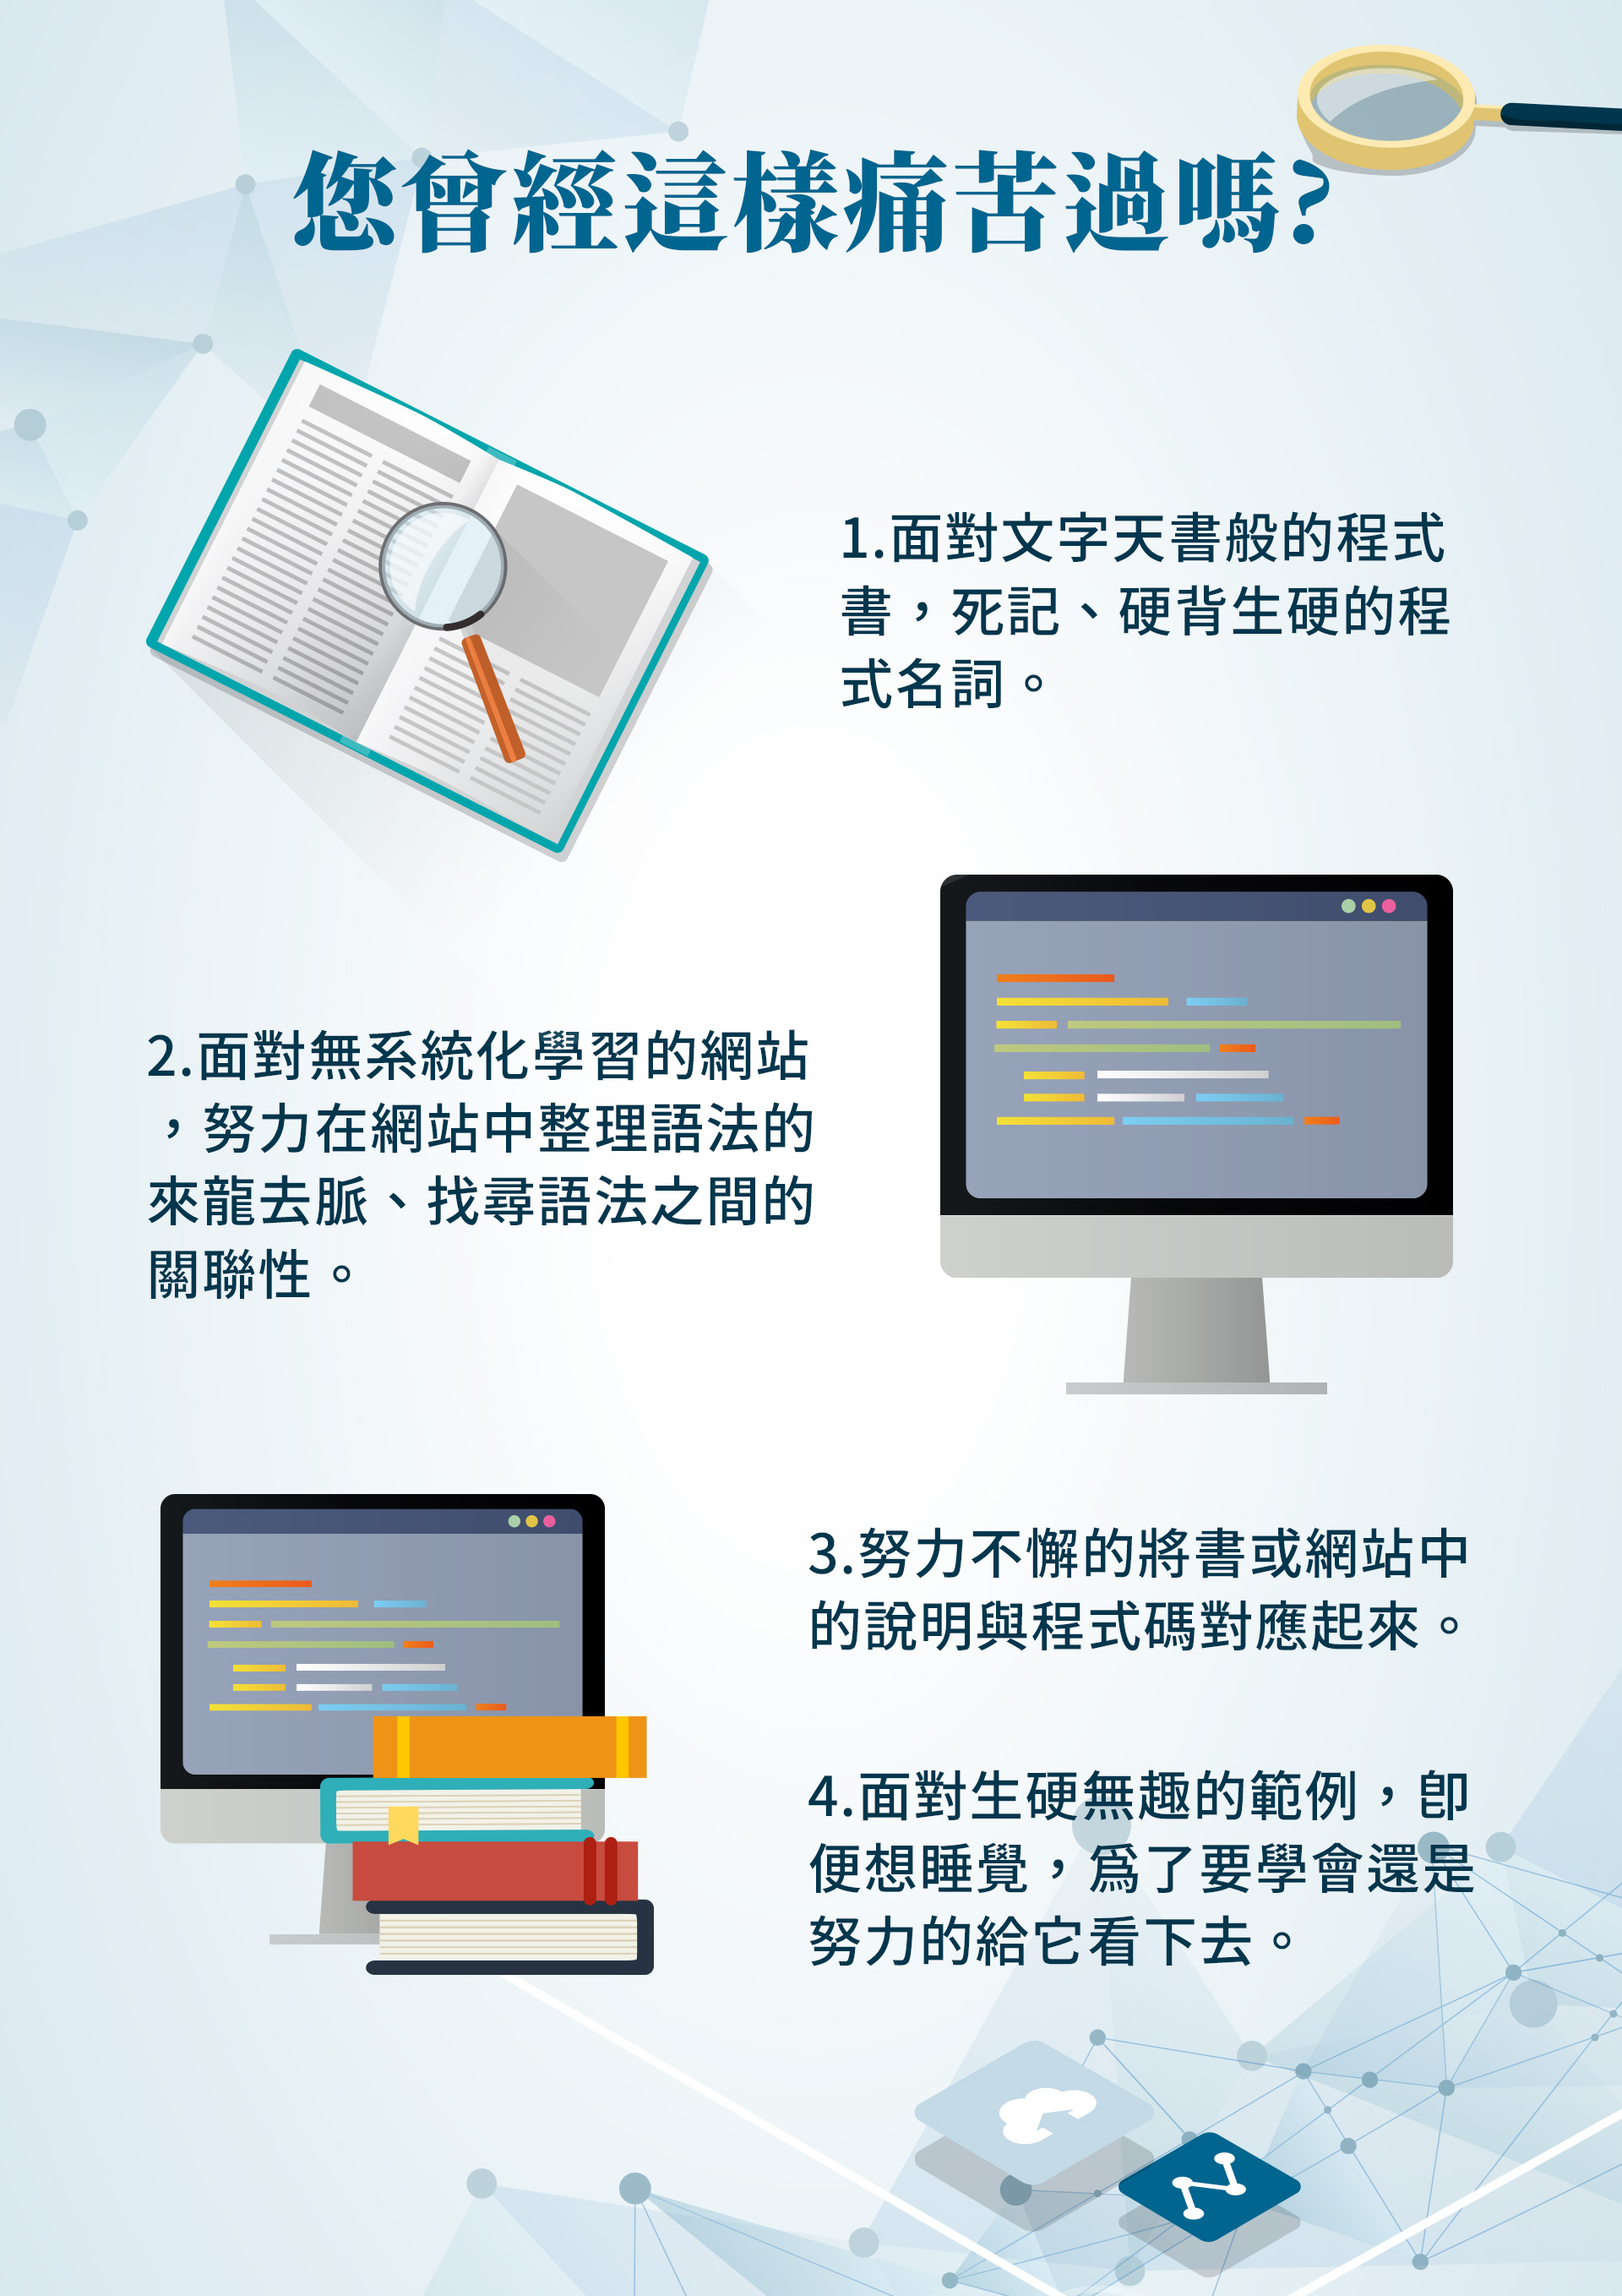 您曾經這樣痛苦過嗎?
1.面對文字天書般的程式
書，死記、硬背生硬的程
式名詞。
2.面對無系統化學習的網站
，努力在網站中整理語法的
來龍去脈、找尋語法之間的
關聯性。
3.努力不懈的將書或網站中
的說明與程式碼對應起來。
4.面對生硬無趣的範例，即
便想睡覺，為了要學會還是
努力的給它看下去。